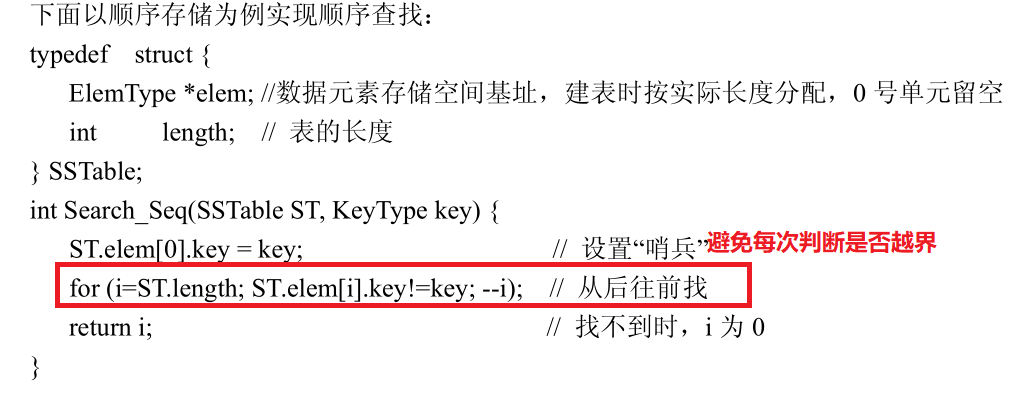 下面以顺序存储为例实现顺序查找：
typedef struct {
ElemType *elem; //数据元素存储空间基址，建表时按实际长度分配，0 号单元留空
int length; // 表的长度
} SSTable;
int Search_Seq(SSTable ST, KeyType key) {
ST.elem[0].key = key; // 设置“哨兵” 避免每次判断是否越界
for (i=ST.length; ST.elem[i].key!=key; --i); // 从后往前找
return i; // 找不到时，i 为 0
}